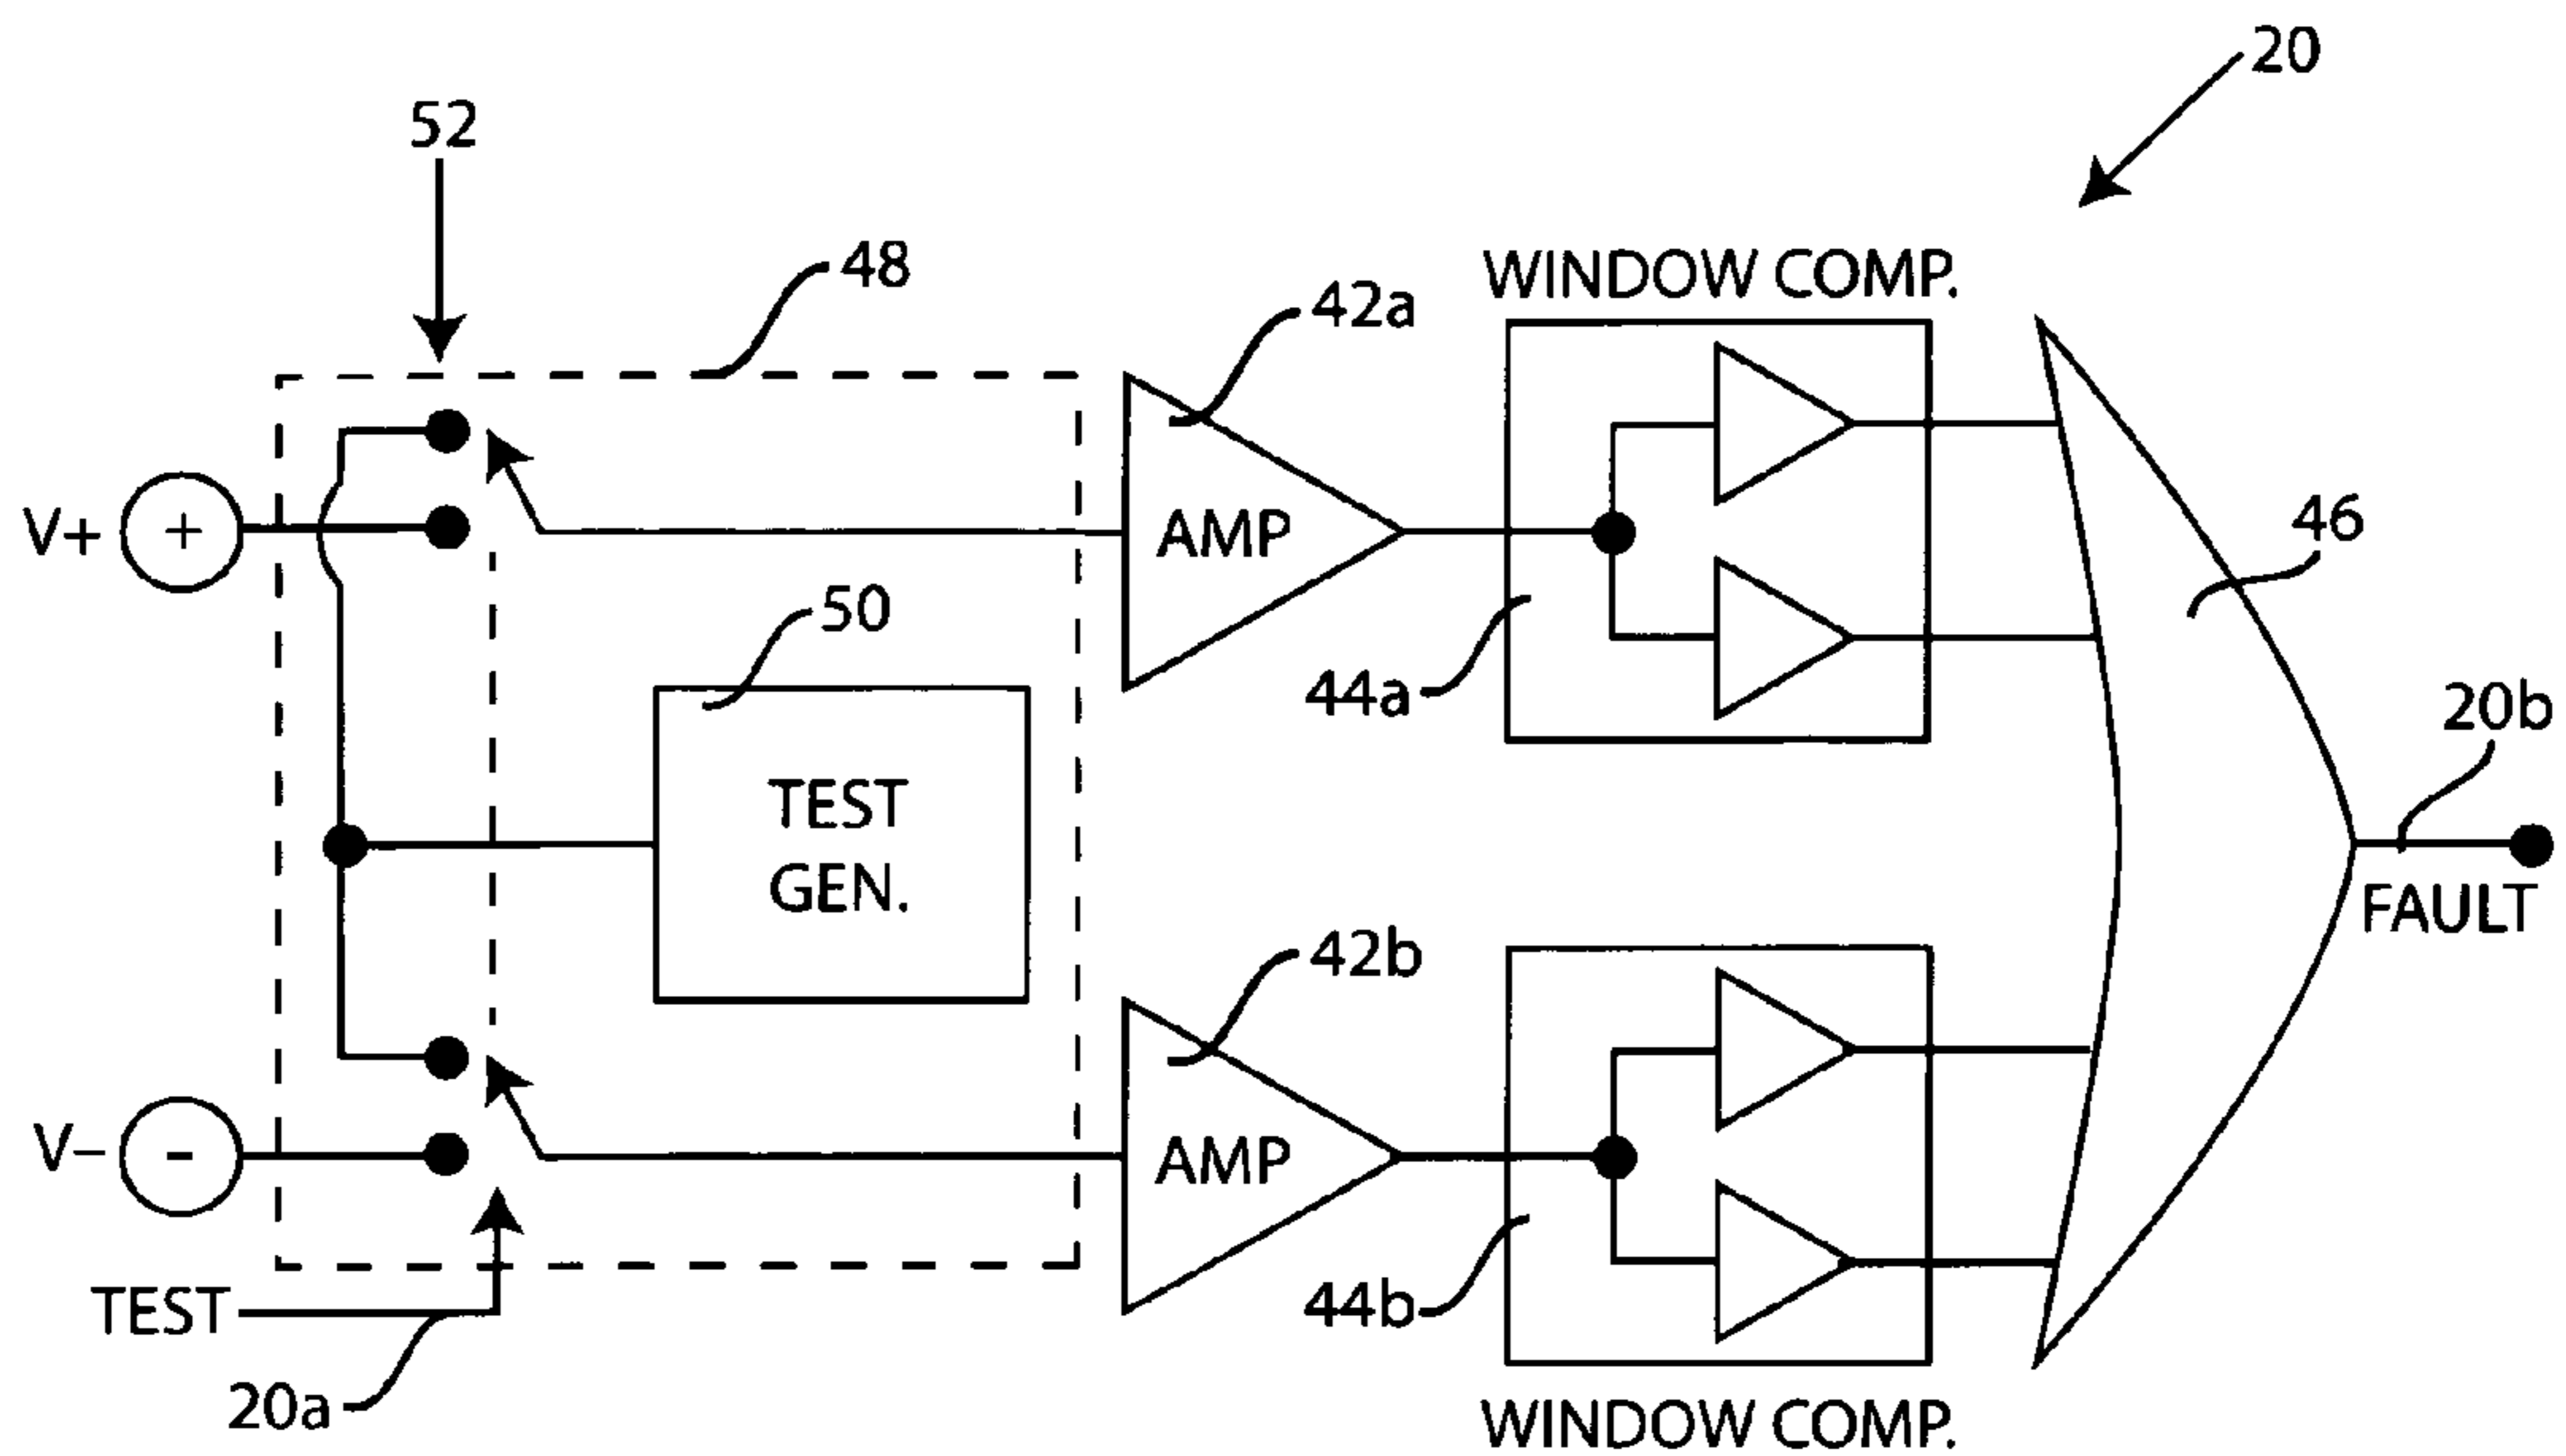 20
52
48
WINDOW COMP.
42a
V+
+
AMP
46
50
44a
20b
TEST
GEN.
FAULT
42b
V–
-
AMP
TEST
44b
20a
WINDOW COMP.